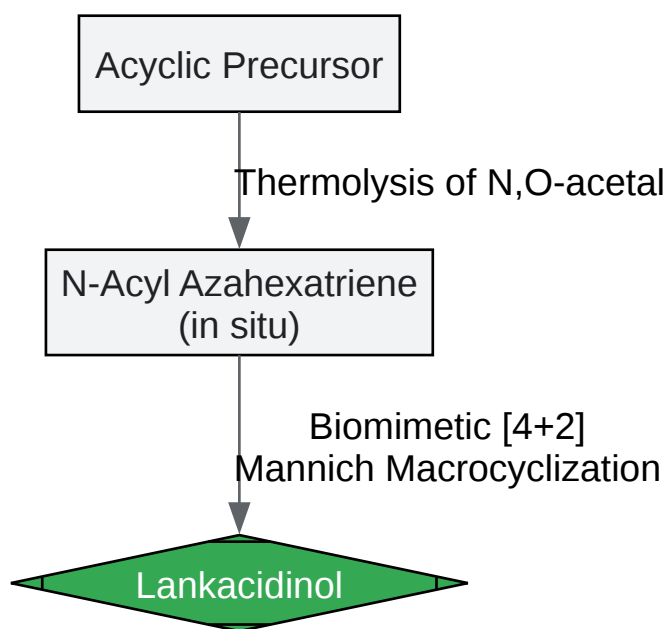 Acyclic Precursor
Thermolysis of N,O-acetal
N-Acyl Azahexatriene
(in situ)
Biomimetic [4+2]
Mannich Macrocyclization
Lankacidinol